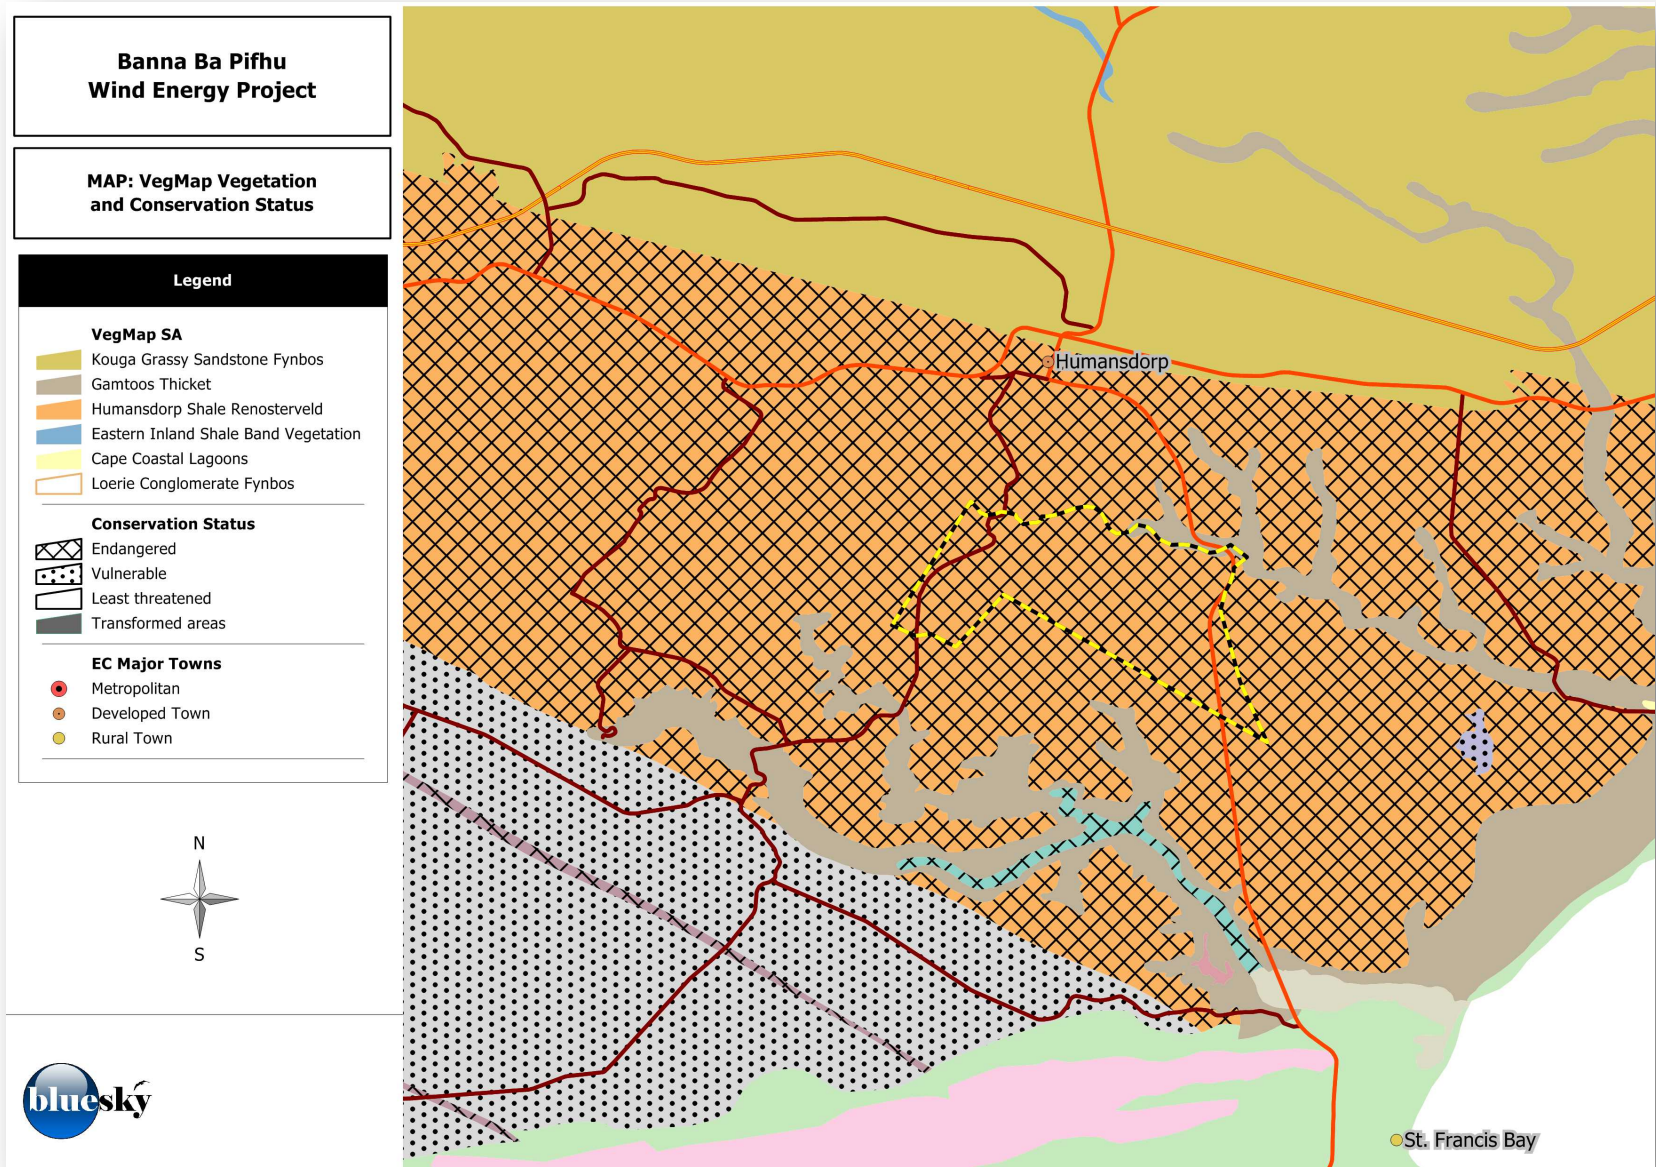 Banna Ba Pifhu
Wind Energy Project
MAP: VegMap Vegetation
and Conservation Status
Legend
VegMap SA
Kouga Grassy Sandstone Fynbos
Gamtoos Thicket
Humansdorp Shale Renosterveld
Eastern Inland Shale Band Vegetation
Cape Coastal Lagoons
Loerie Conglomerate Fynbos
Conservation Status
Endangered
Vulnerable
Least threatened
Transformed areas
EC Major Towns
Metropolitan
Developed Town
Rural Town
N
S
bluesky
Humansdorp
St. Francis Bay